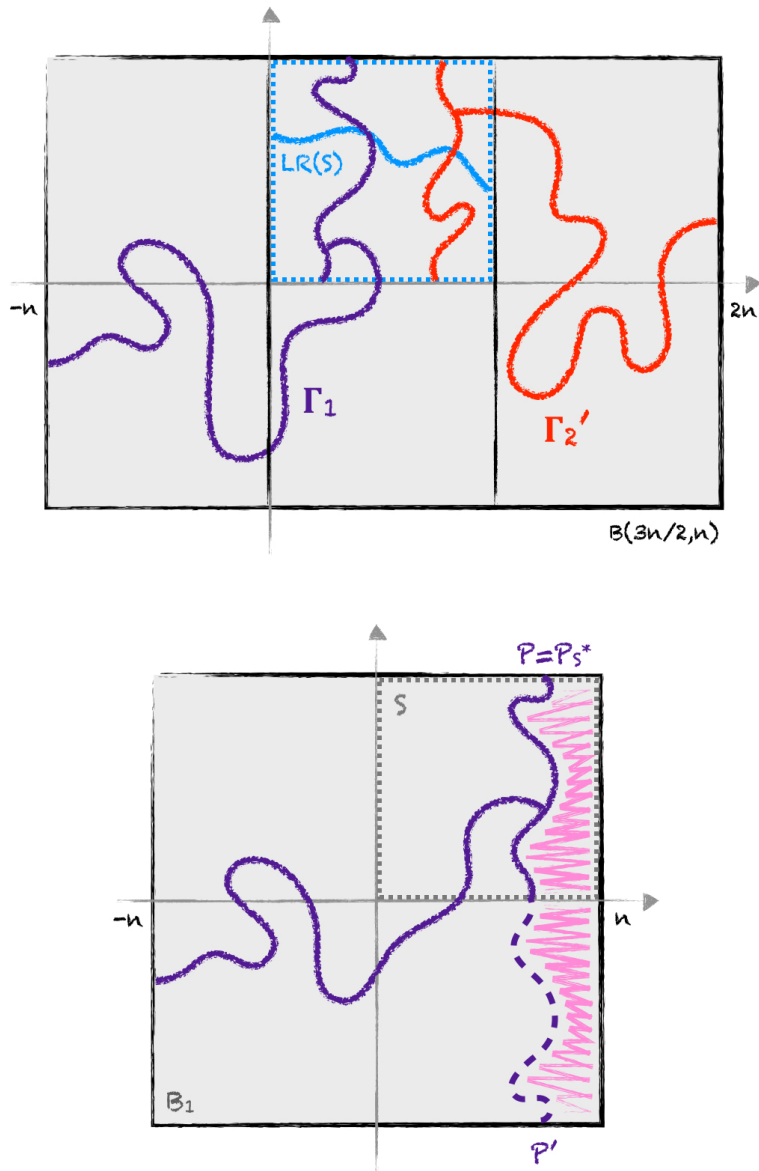 LR(S)
-n
2n
Γ₁
Γ₂'
B(3n/2,n)
P=Ps*
S
-n
n
B₁
P'